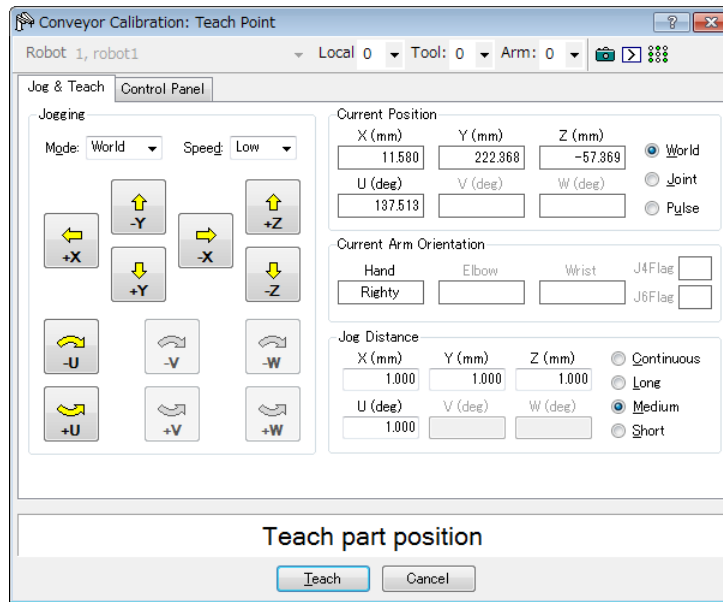 Conveyor Calibration: Teach Point
Robot 1, robot1 Local 0 Tool: 0 Arm: 0
Jog & Teach Control Panel
Jogging
Mode: World Speed: Low
-Y +Z
+X -X
+Y -Z
-U -V -W
+U +V +W
Current Position
X (mm) Y (mm) Z (mm)
11.580 222.368 -57.369
World
U (deg) V (deg) W (deg)
Joint
137.513
Pulse
Current Arm Orientation
Hand Elbow Wrist J4Flag
Righty J6Flag
Jog Distance
X (mm) Y (mm) Z (mm) Continuous
1.000 1.000 1.000 Long
U (deg) V (deg) W (deg) Medium
1.000 Short
Teach part position
Teach Cancel